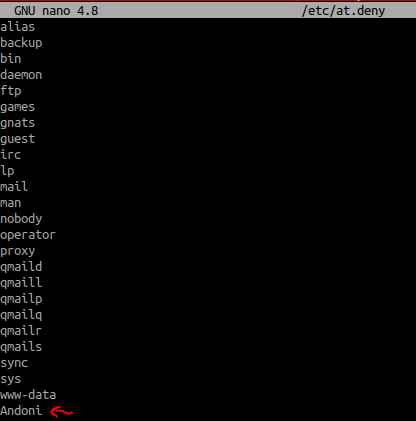 GNU nano 4.8 /etc/at.deny
alias
backup
bin
daemon
ftp
games
gnats
guest
irc
lp
mail
man
nobody
operator
proxy
qmaild
qmaill
qmailp
qmailq
qmailr
qmails
sync
sys
www-data
Andoni